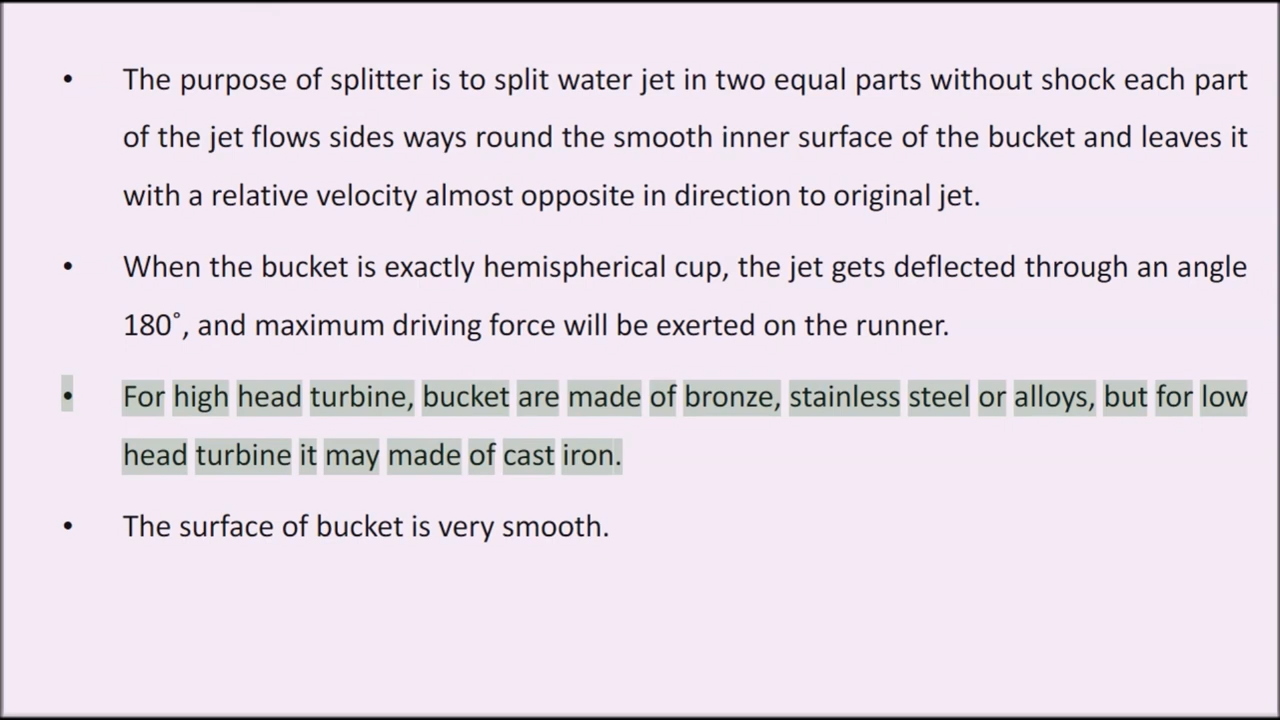 • The purpose of splitter is to split water jet in two equal parts without shock each part
of the jet flows sides ways round the smooth inner surface of the bucket and leaves it
with a relative velocity almost opposite in direction to original jet.
• When the bucket is exactly hemispherical cup, the jet gets deflected through an angle
180˚, and maximum driving force will be exerted on the runner.
• For high head turbine, bucket are made of bronze, stainless steel or alloys, but for low
head turbine it may made of cast iron.
• The surface of bucket is very smooth.